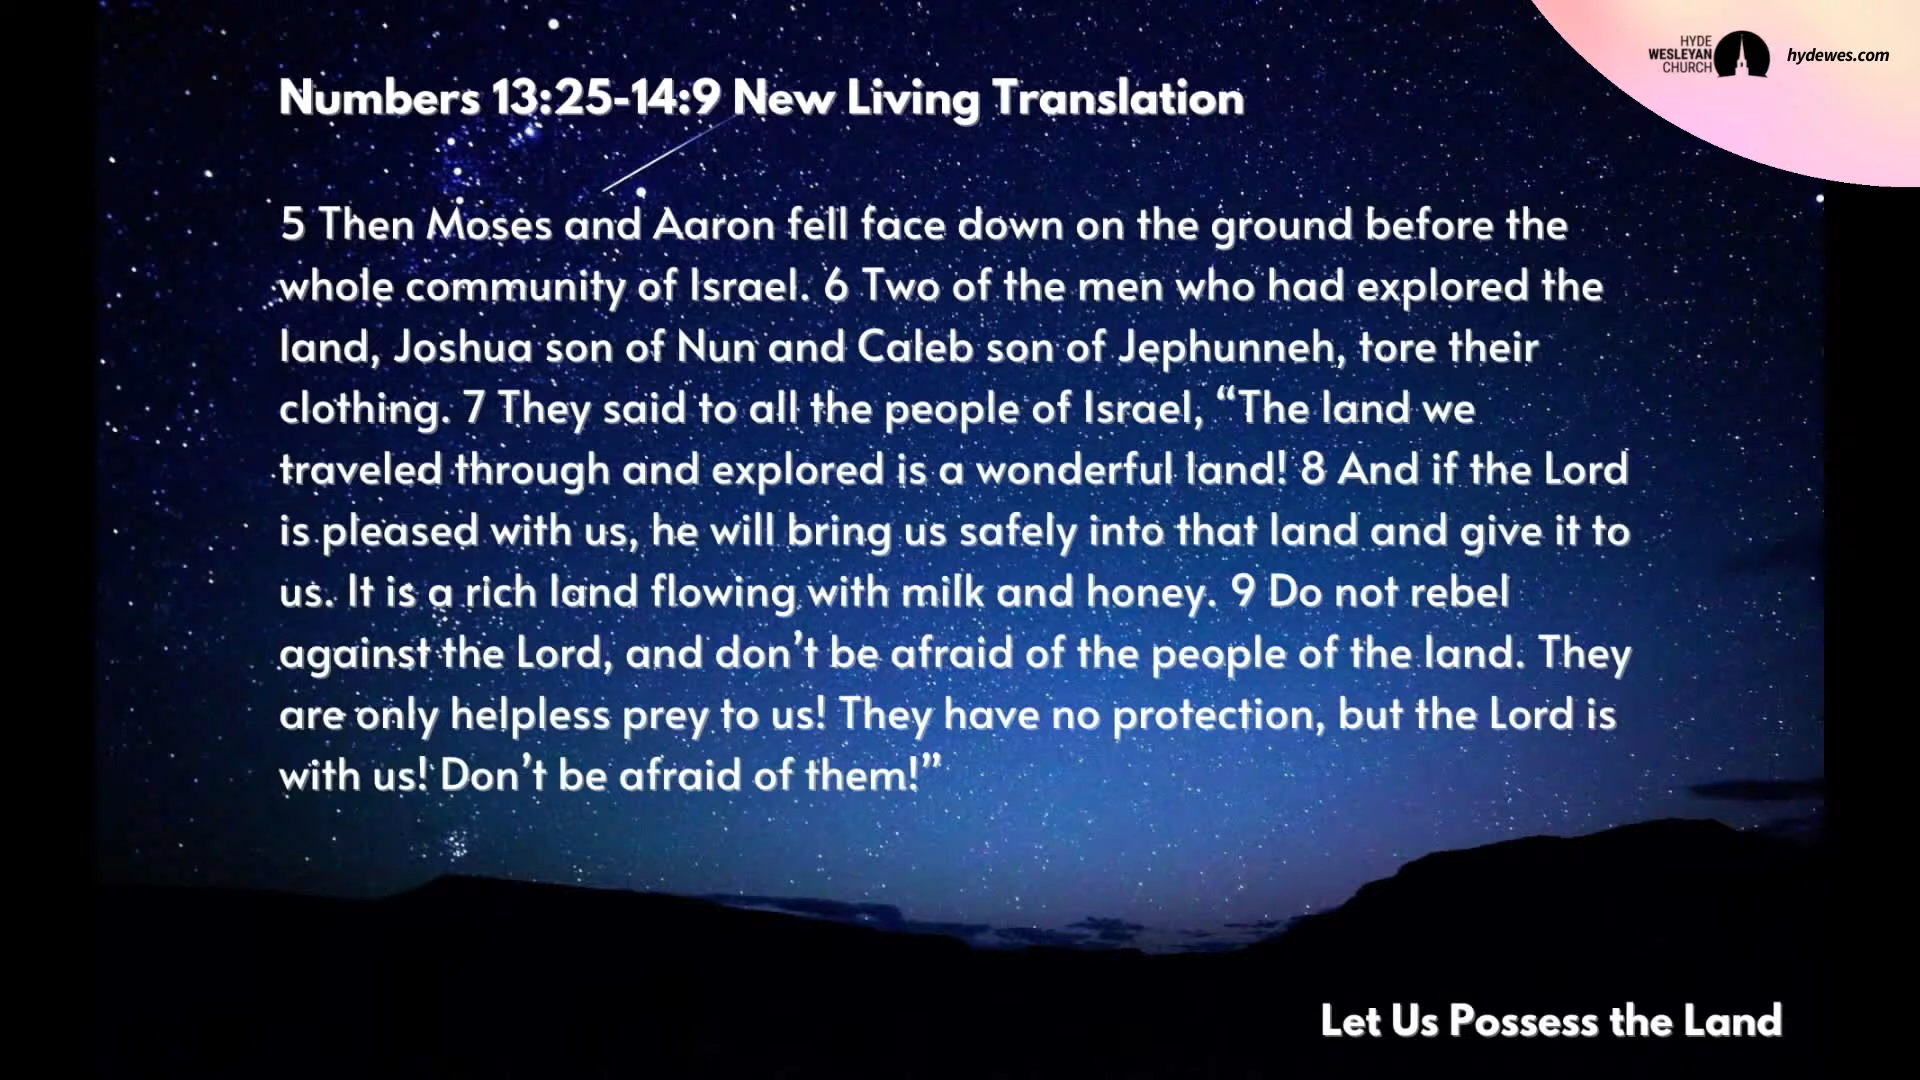 HYDE
WESLEYAN
CHURCH
hydewes.com
Numbers 13:25-14:9 New Living Translation
5 Then Moses and Aaron fell face down on the ground before the
whole community of Israel. 6 Two of the men who had explored the
land, Joshua son of Nun and Caleb son of Jephunneh, tore their
clothing. 7 They said to all the people of Israel, “The land we
traveled through and explored is a wonderful land! 8 And if the Lord
is pleased with us, he will bring us safely into that land and give it to
us. It is a rich land flowing with milk and honey. 9 Do not rebel
against the Lord, and don’t be afraid of the people of the land. They
are only helpless prey to us! They have no protection, but the Lord is
with us! Don’t be afraid of them!”
Let Us Possess the Land